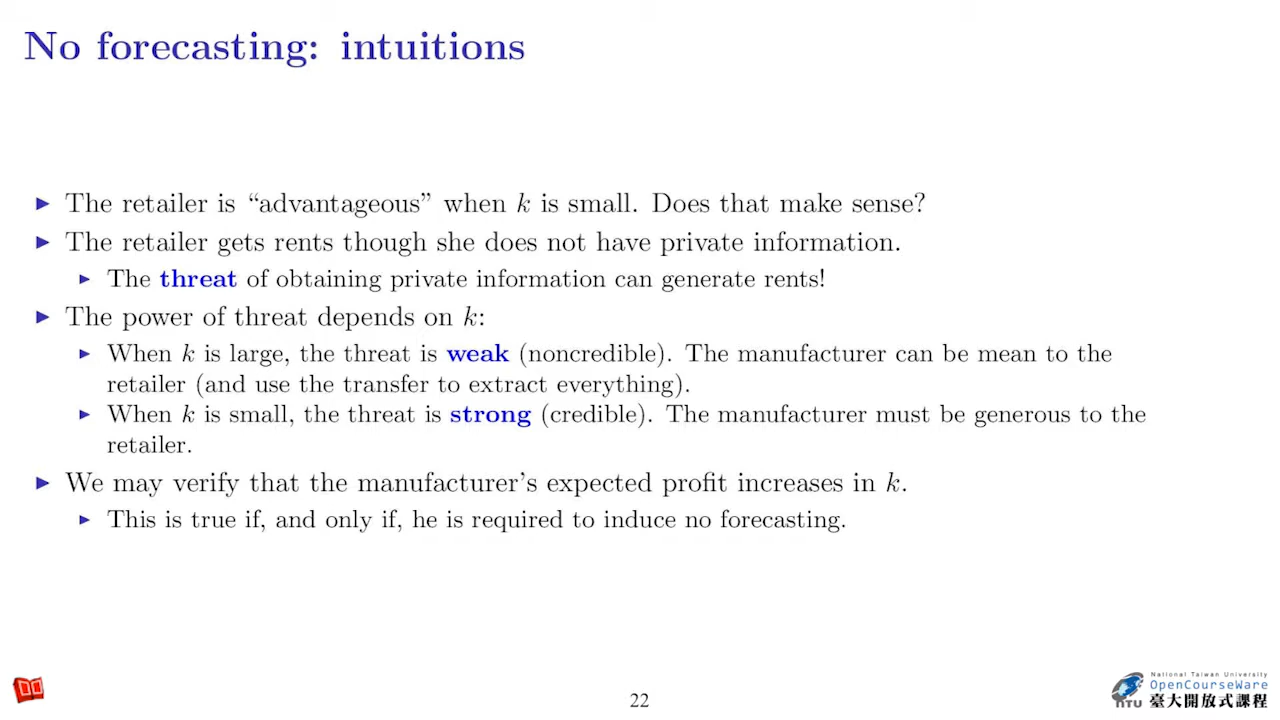 No forecasting: intuitions
▶ The retailer is “advantageous” when k is small. Does that make sense?
▶ The retailer gets rents though she does not have private information.
▶ The threat of obtaining private information can generate rents!
▶ The power of threat depends on k:
▶ When k is large, the threat is weak (noncredible). The manufacturer can be mean to the
retailer (and use the transfer to extract everything).
▶ When k is small, the threat is strong (credible). The manufacturer must be generous to the
retailer.
▶ We may verify that the manufacturer’s expected profit increases in k.
▶ This is true if, and only if, he is required to induce no forecasting.
22
National Taiwan University
OpenCourseWare
NTU 臺大開放式課程